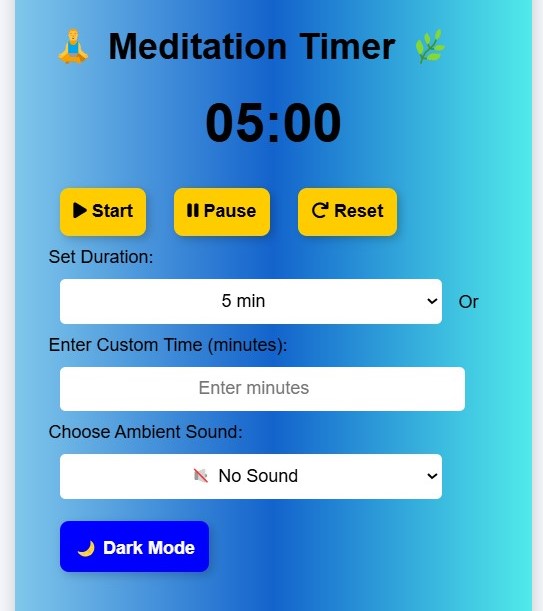 🧘 Meditation Timer 🌿
05:00
Start Pause Reset
Set Duration:
5 min Or
Enter Custom Time (minutes):
Enter minutes
Choose Ambient Sound:
🔇 No Sound
🌙 Dark Mode